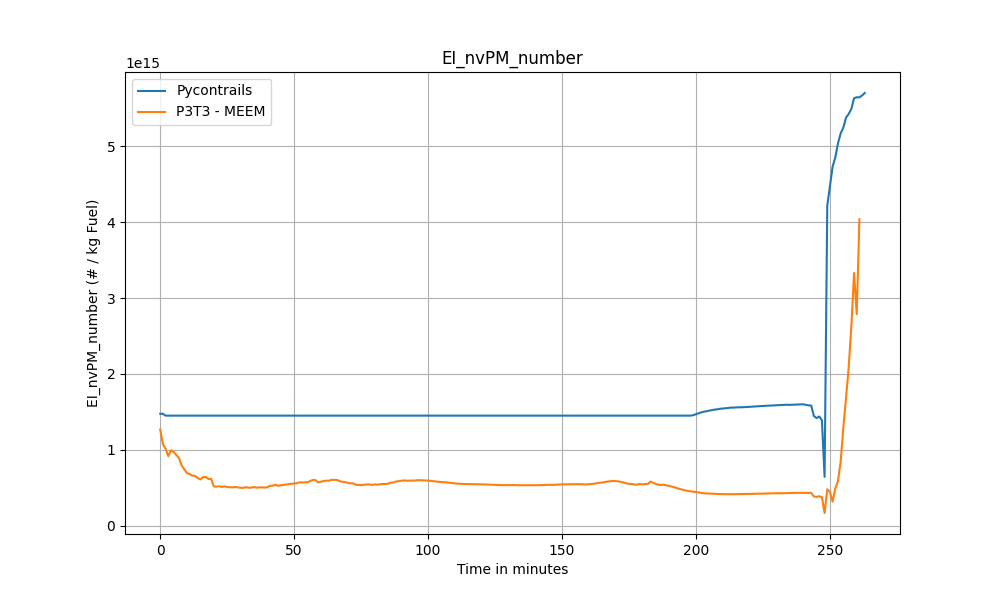 EI_nvPM_number
1e15
Pycontrails
P3T3 - MEEM
EI_nvPM_number (# / kg Fuel)
5
4
3
2
1
0
0 50 100 150 200 250
Time in minutes